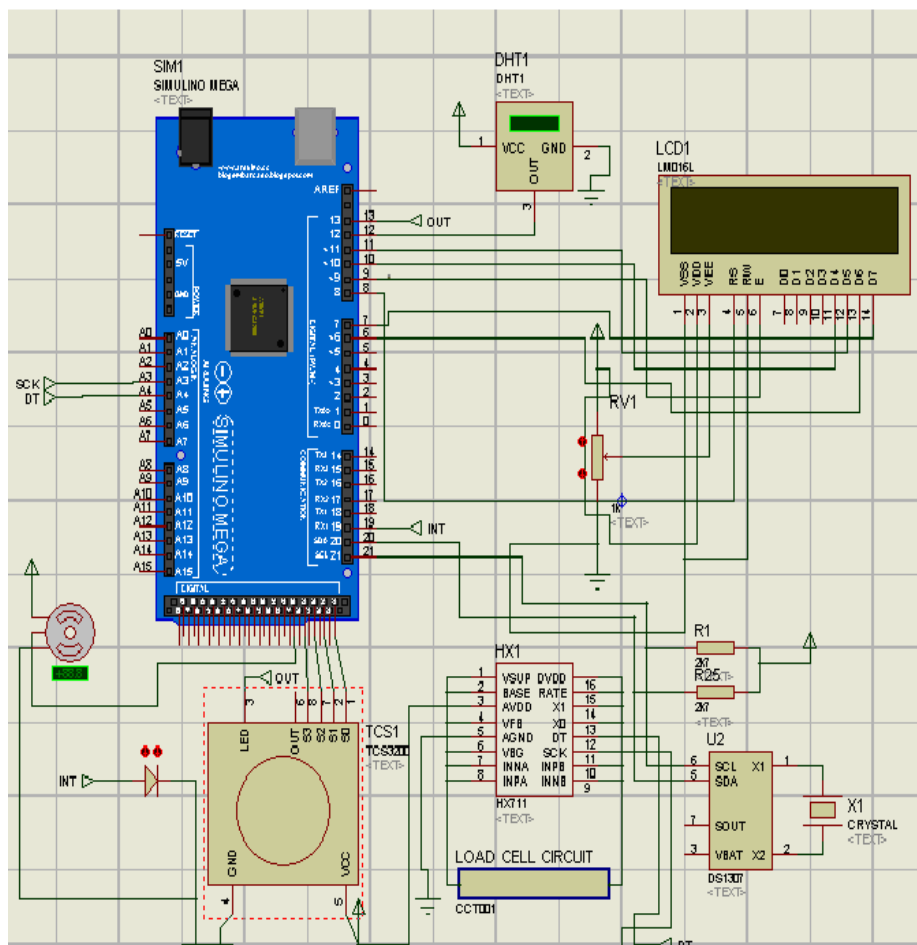 SIM1
SIMULINO MEGA
<TEXT>
AREF
RESET
5V
GND
POWER
13
12
11
10
9
8
7
6
5
4
3
2
1
0
A0
A1
A2
A3
A4
A5
A6
A7
A8
A9
A10
A11
A12
A13
A14
A15
14
15
16
17
18
19
20
21
SIMULINO MEGA
COMMUNICATION
DIGITAL
SCK
DT
OUT
INT
DHT1
DHT1
<TEXT>
1
VCC GND
2
OUT
3
LCD1
LM016L
<TEXT>
VSS
VDD
VEE
RS
RW
E
D0
D1
D2
D3
D4
D5
D6
D7
1
2
3
4
5
6
7
8
9
10
11
12
13
14
RV1
1K
<TEXT>
INT
OUT
3
6
8
7
2
1
LED
OUT
S3
S2
S1
S0
TCS1
TCS3200
<TEXT>
GND
VCC
4
5
HX1
1 VSUP DVDD 16
2 BASE RATE 15
3 AVDD X1 14
4 VFB X0 13
5 AGND DT 12
6 VBG SCK 11
7 INNA INPB 10
8 INPA INNB 9
HX711
<TEXT>
LOAD CELL CIRCUIT
CCT001
R1
2K7
<TEXT>
R25
2K7
<TEXT>
U2
6 SCL X1 1
5 SDA
7 SOUT
3 VBAT X2 2
DS1307
<TEXT>
X1
CRYSTAL
<TEXT>
DT